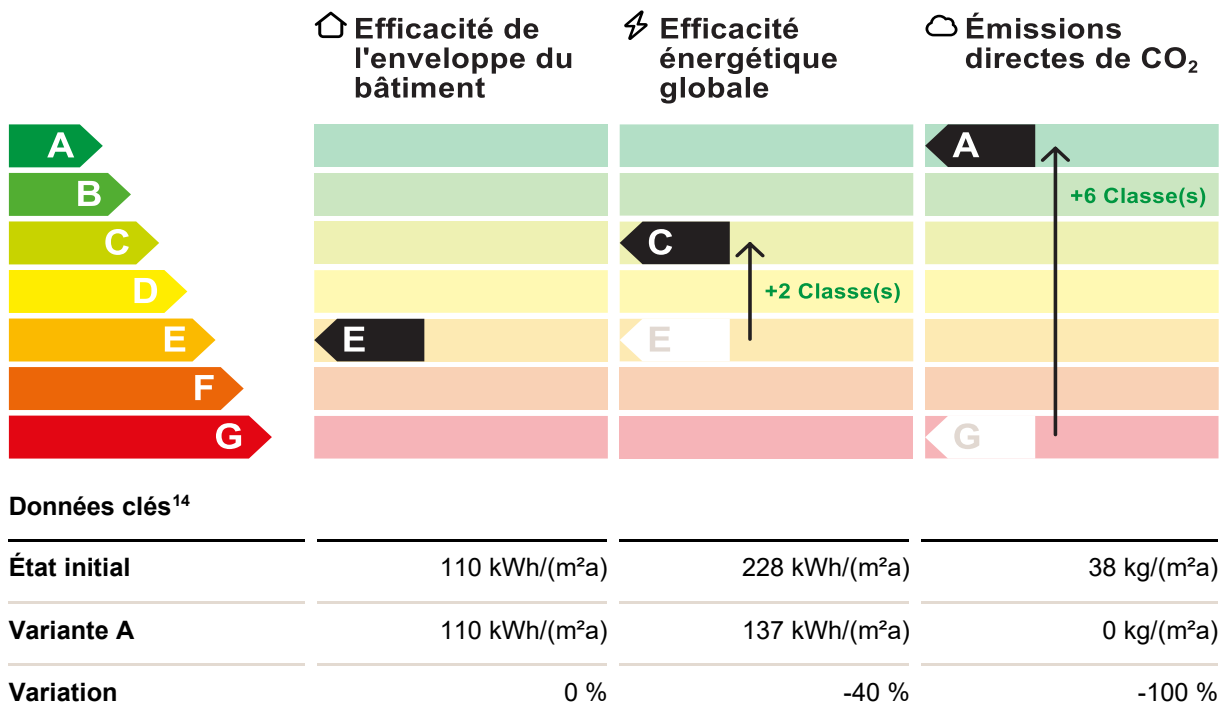 Efficacité de
l'enveloppe du
bâtiment
Efficacité
énergétique
globale
Émissions
directes de CO₂
A
B
C
D
E
F
G
E
C
+2 Classe(s)
E
A
+6 Classe(s)
G
Données clés¹⁴
État initial 110 kWh/(m²a) 228 kWh/(m²a) 38 kg/(m²a)
Variante A 110 kWh/(m²a) 137 kWh/(m²a) 0 kg/(m²a)
Variation 0 % -40 % -100 %